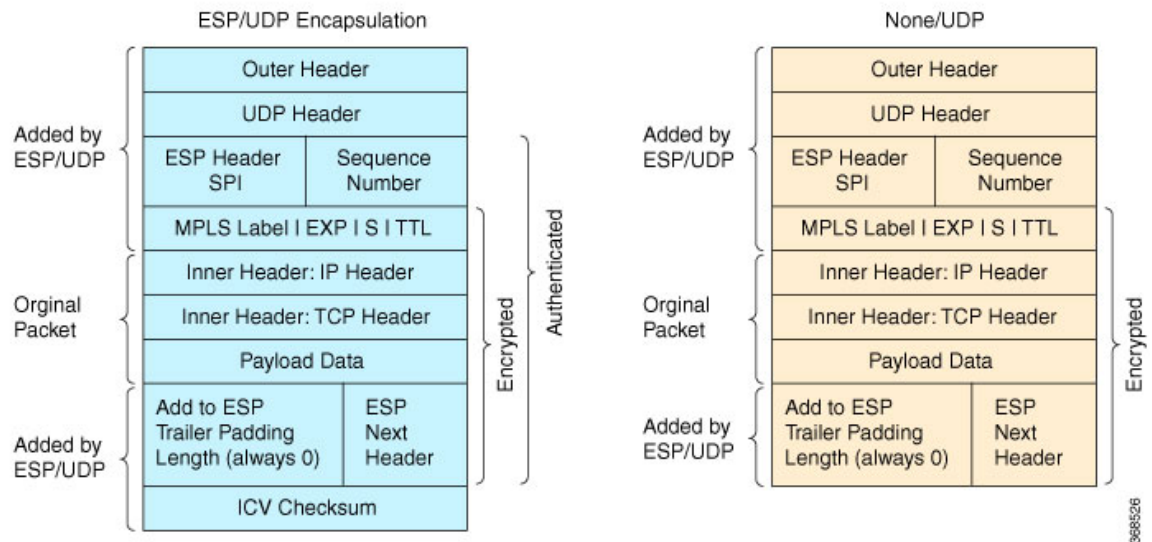 ESP/UDP Encapsulation
Outer Header
UDP Header
Added by
ESP/UDP
ESP Header
SPI
Sequence
Number
MPLS Label | EXP | S | TTL
Inner Header: IP Header
Orginal
Packet
Inner Header: TCP Header
Payload Data
Add to ESP
Trailer Padding
Length (always 0)
ESP
Next
Header
Added by
ESP/UDP
ICV Checksum
Encrypted
Authenticated
None/UDP
Outer Header
UDP Header
Added by
ESP/UDP
ESP Header
SPI
Sequence
Number
MPLS Label | EXP | S | TTL
Inner Header: IP Header
Orginal
Packet
Inner Header: TCP Header
Payload Data
Add to ESP
Trailer Padding
Length (always 0)
ESP
Next
Header
Added by
ESP/UDP
Encrypted
368526